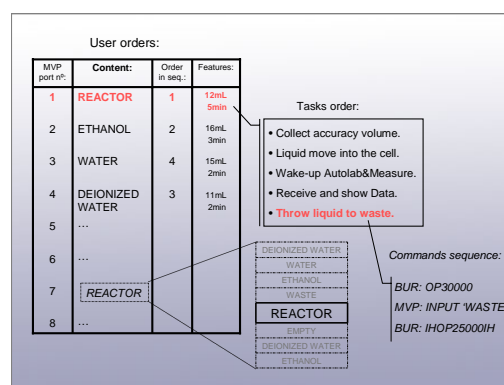 User orders:
MVP port nº: Content: Order in seq.: Features:
1 REACTOR 1 12mL 5min
2 ETHANOL 2 16mL 3min
3 WATER 4 15mL 2min
4 DEIONIZED WATER 3 11mL 2min
5 ...
6 ...
7 REACTOR
8 ...
Tasks order:
• Collect accuracy volume.
• Liquid move into the cell.
• Wake-up Autolab&Measure.
• Receive and show Data.
• Throw liquid to waste.
DEIONIZED WATER
WATER
ETHANOL
WASTE
REACTOR
EMPTY
DEIONIZED WATER
ETHANOL
Commands sequence:
BUR: OP30000
MVP: INPUT 'WASTE
BUR: IHOP25000IH